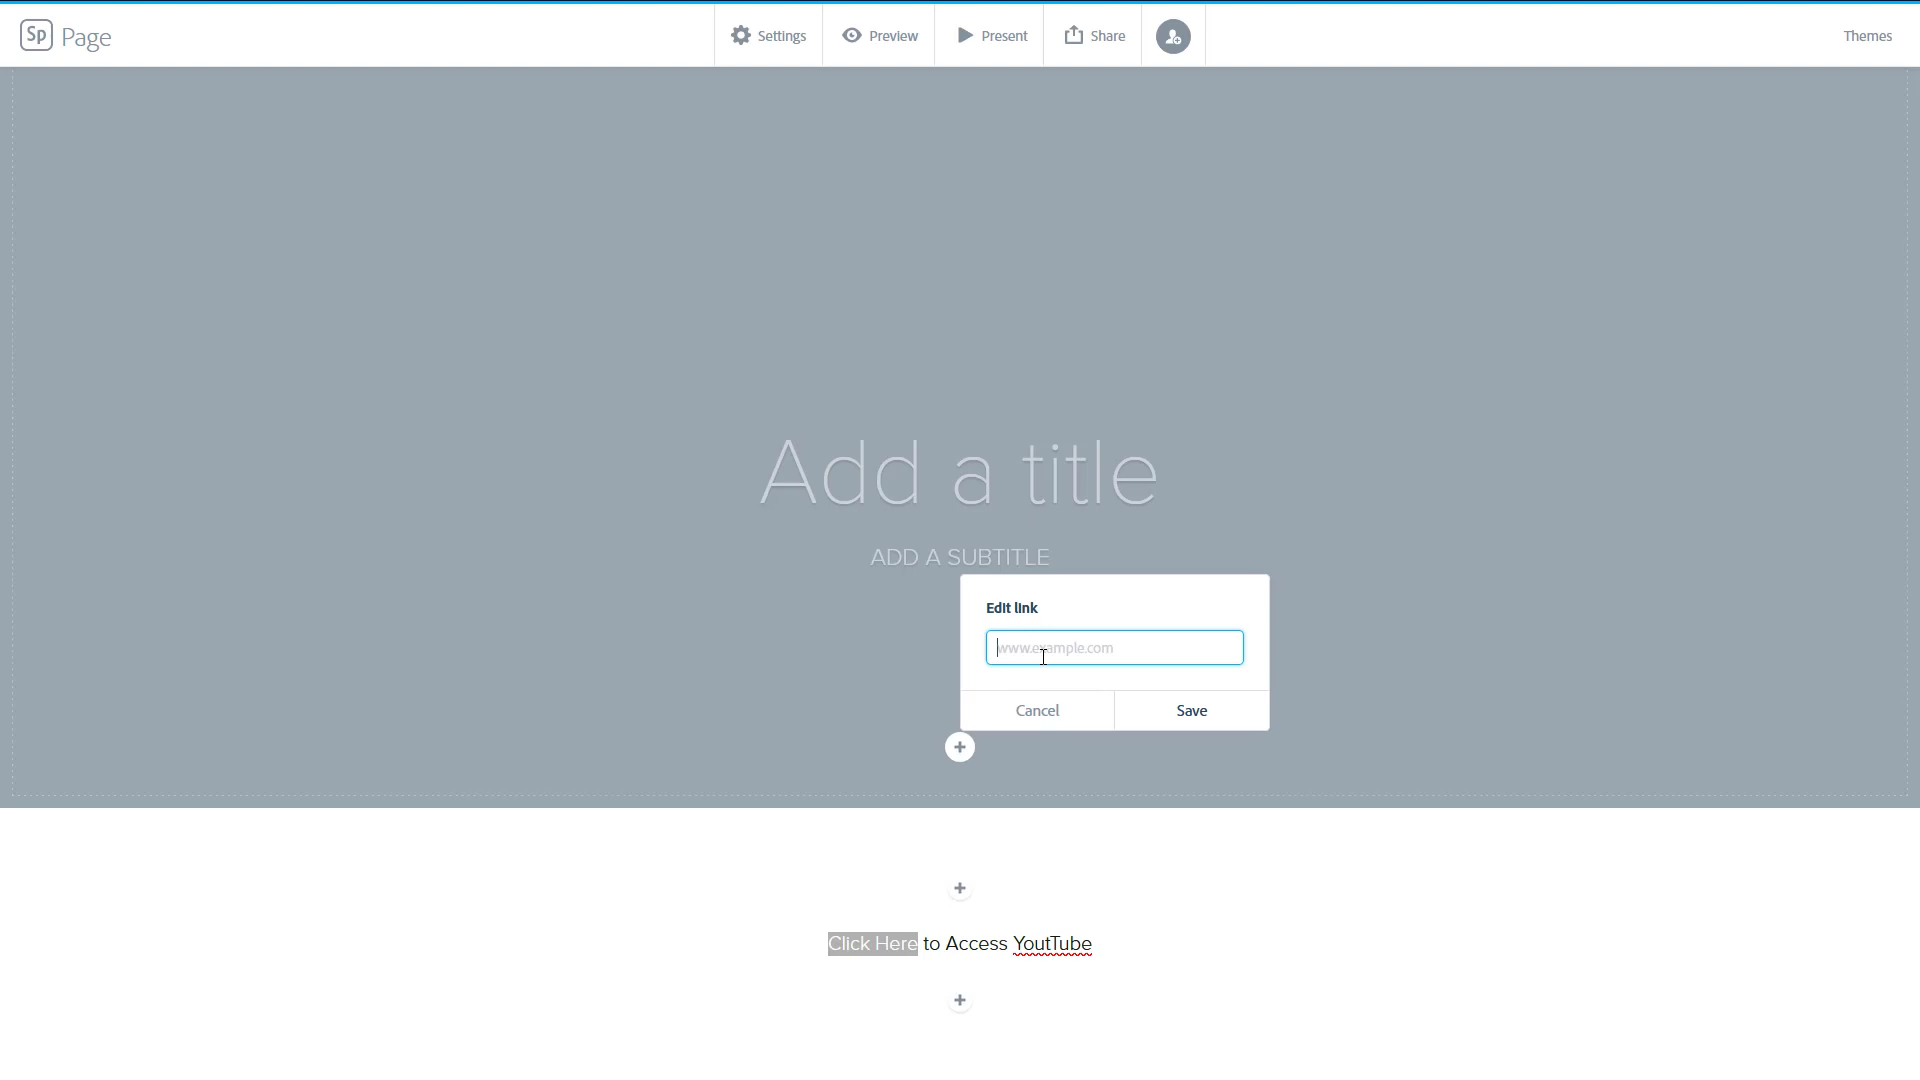 Sp Page
Settings Preview Present Share Themes
Add a title
ADD A SUBTITLE
Edit link
www.example.com
Cancel Save
Click Here to Access YoutTube